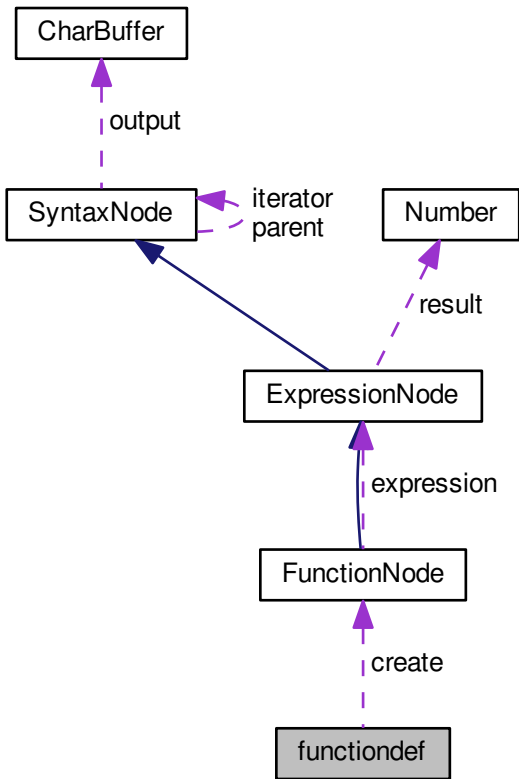 CharBuffer
output
SyntaxNode
iterator
parent
Number
result
ExpressionNode
expression
FunctionNode
create
functiondef